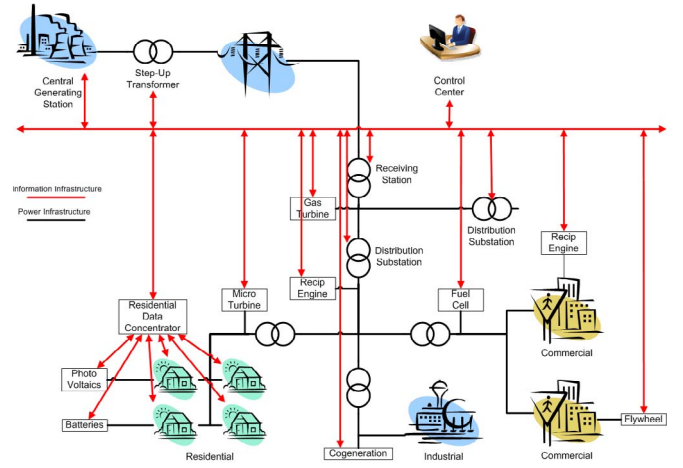 Central
Generating
Station
Step-Up
Transformer
Control
Center
Information Infrastructure
Power Infrastructure
Receiving
Station
Gas
Turbine
Distribution
Substation
Distribution
Substation
Recip
Engine
Recip
Engine
Micro
Turbine
Fuel
Cell
Residential
Data
Concentrator
Commercial
Photo
Voltaics
Batteries
Flywheel
Residential
Cogeneration
Industrial
Commercial